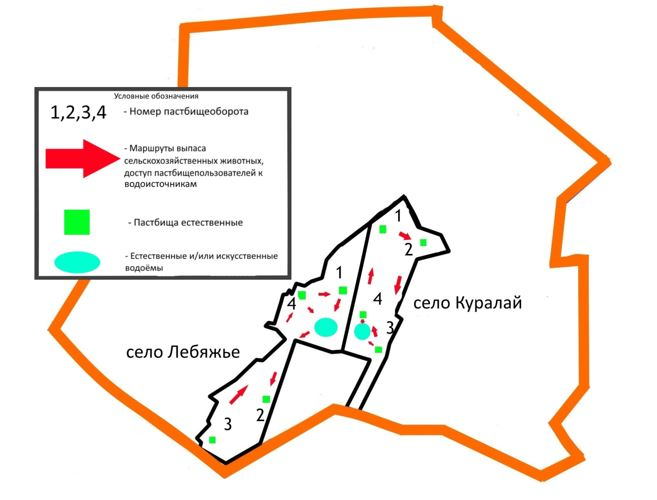 Условные обозначения
1,2,3,4 - Номер пастбищеоборота
- Маршруты выпаса
сельскохозяйственных животных,
доступ пастбищепользователей к
водоисточникам
- Пастбища естественные
- Естественные и/или искусственные
водоёмы
1
2
1
4
4
3
село Куралай
село Лебяжье
3
2